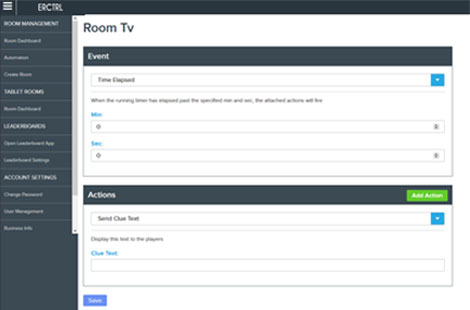 ERCTRL
ROOM MANAGEMENT
Room Dashboard
Automation
Create Room
TABLET ROOMS
Room Dashboard
LEADERBOARDS
Open Leaderboard App
Leaderboard Settings
ACCOUNT SETTINGS
Change Password
User Management
Business Info
Room Tv
Event
Time Elapsed
When the running timer has elapsed past the specified min and sec, the attached actions will fire
Min:
0
Sec:
0
Actions
Add Action
Send Clue Text
Display this text to the players
Clue Text:
Save